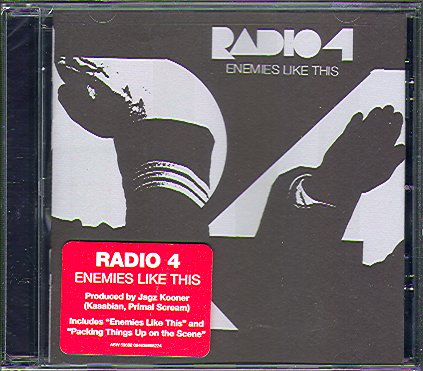 RADIO 4
ENEMIES LIKE THIS
RADIO 4
ENEMIES LIKE THIS
Produced by Jagz Kooner
(Kasabian, Primal Scream)
Includes "Enemies Like This" and
"Packing Things Up on the Scene"